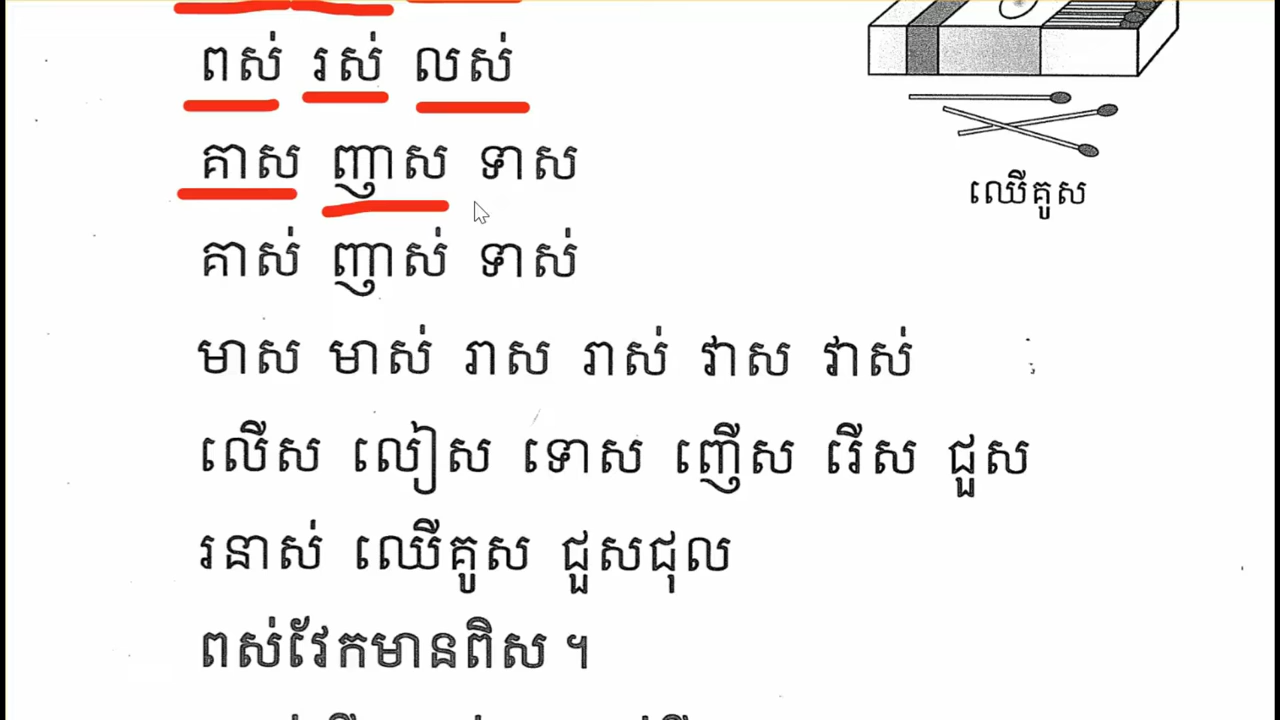 ពស់ រស់ លស់
គាស ញាស ទាស
ឈើគូស
គាស់ ញាស់ ទាស់
មាស មាស់ រាស រាស់ វាស វាស់
លើស លៀស ទោស ញើស រើស ជួស
រនាស់ ឈើគូស ជួសជុល
ពស់វែកមានពិស ។